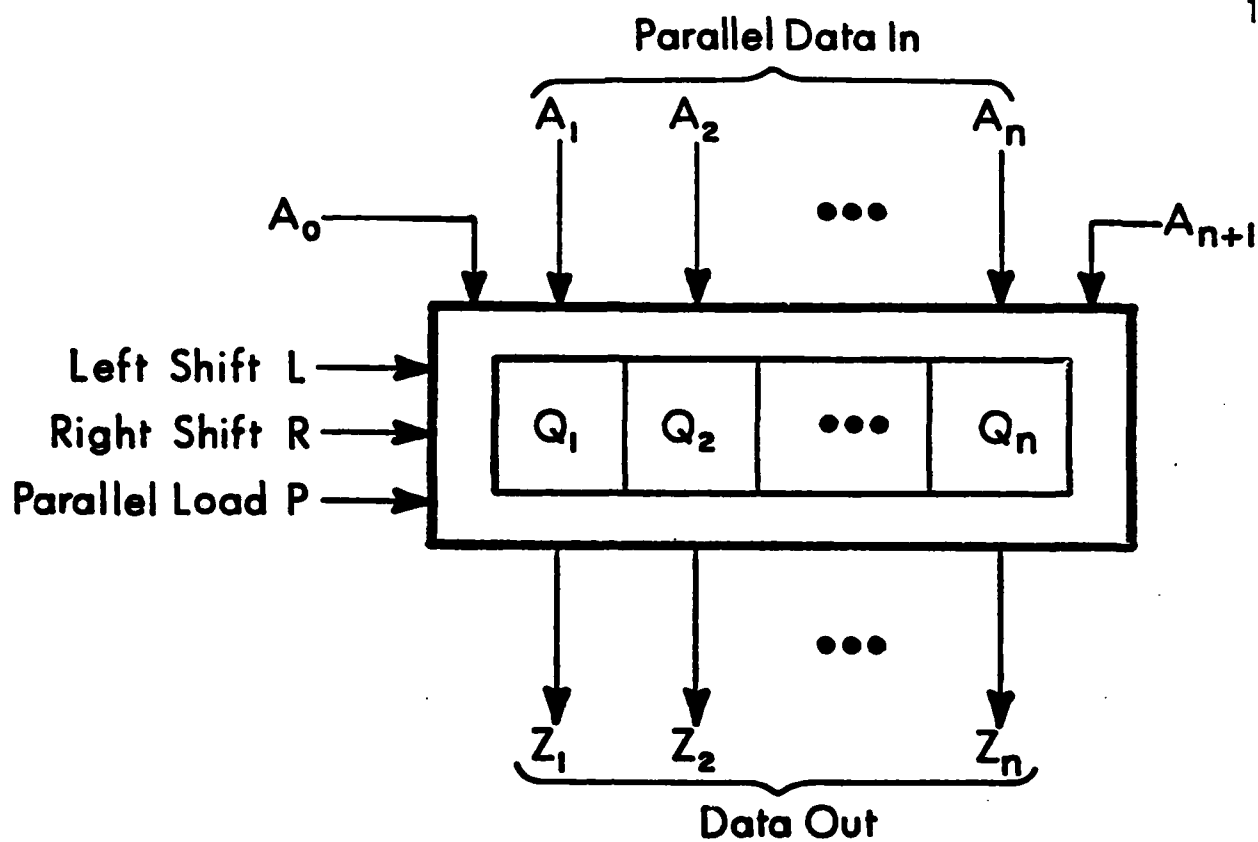 1
Parallel Data In
A₁ A₂ Aₙ
A₀ Aₙ₊₁
Left Shift L
Right Shift R
Parallel Load P
Q₁ Q₂ ••• Qₙ
•••
•••
Z₁ Z₂ Zₙ
Data Out